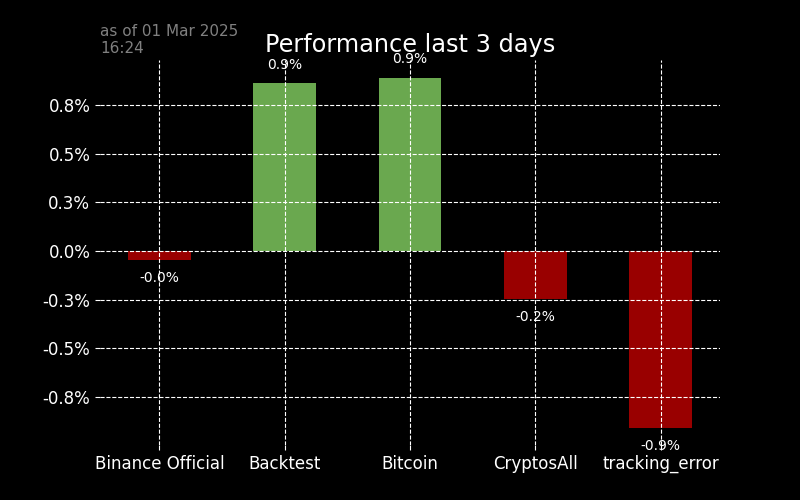 as of 01 Mar 2025
16:24
Performance last 3 days
0.9%
0.9%
0.8%
0.5%
0.3%
0.0%
-0.0%
-0.3%
-0.2%
-0.5%
-0.8%
-0.9%
Binance Official
Backtest
Bitcoin
CryptosAll
tracking_error